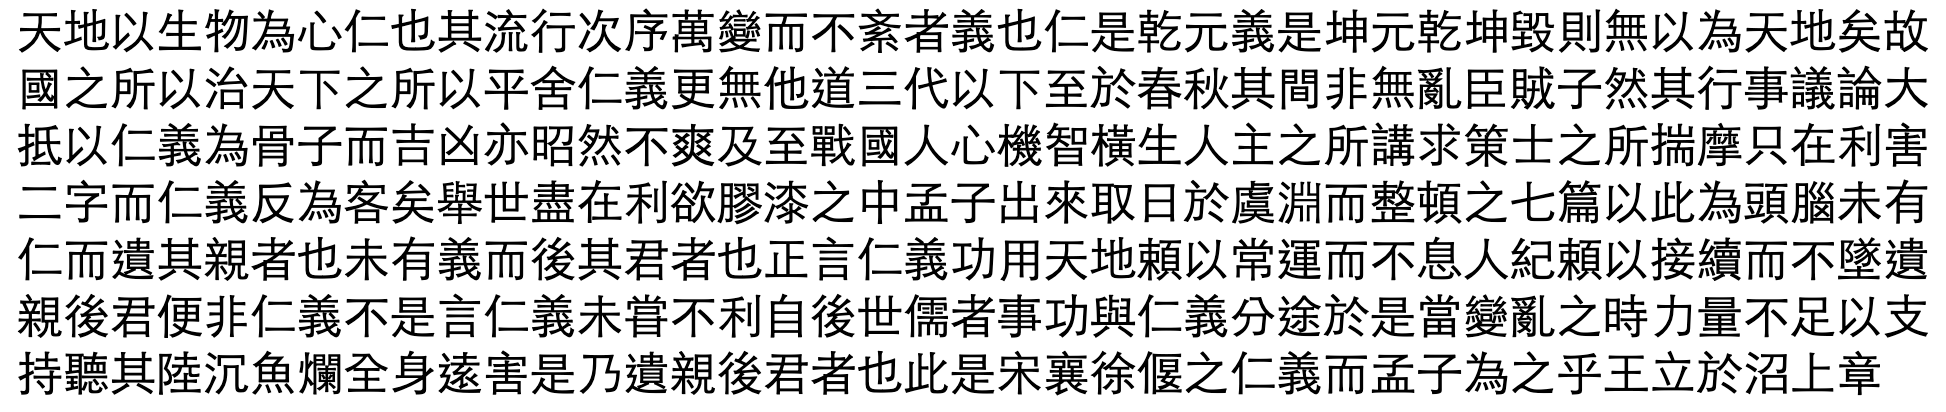 天地以生物為心仁也其流行次序萬變而不紊者義也仁是乾元義是坤元乾坤毀則無以為天地矣故
國之所以治天下之所以平舍仁義更無他道三代以下至於春秋其間非無亂臣賊子然其行事議論大
抵以仁義為骨子而吉凶亦昭然不爽及至戰國人心機智橫生人主之所講求策士之所揣摩只在利害
二字而仁義反為客矣舉世盡在利欲膠漆之中孟子出來取日於虞淵而整頓之七篇以此為頭腦未有
仁而遺其親者也未有義而後其君者也正言仁義功用天地賴以常運而不息人紀賴以接續而不墜遺
親後君便非仁義不是言仁義未嘗不利自後世儒者事功與仁義分途於是當變亂之時力量不足以支
持聽其陸沉魚爛全身遠害是乃遺親後君者也此是宋襄徐偃之仁義而孟子為之乎王立於沼上章